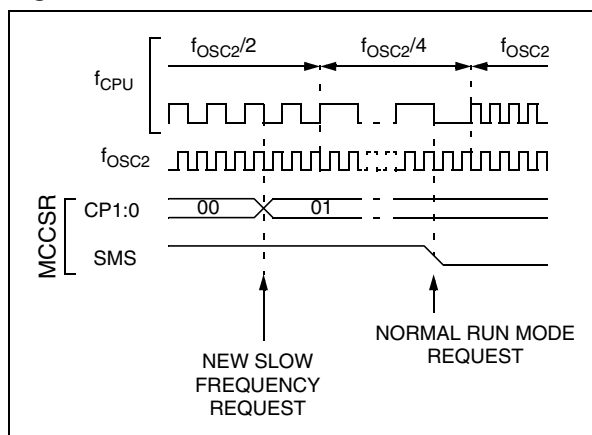 fOSC2/2 fOSC2/4 fOSC2
fCPU
fOSC2
MCCSR
CP1:0 00 01
SMS
NEW SLOW
FREQUENCY
REQUEST
NORMAL RUN MODE
REQUEST